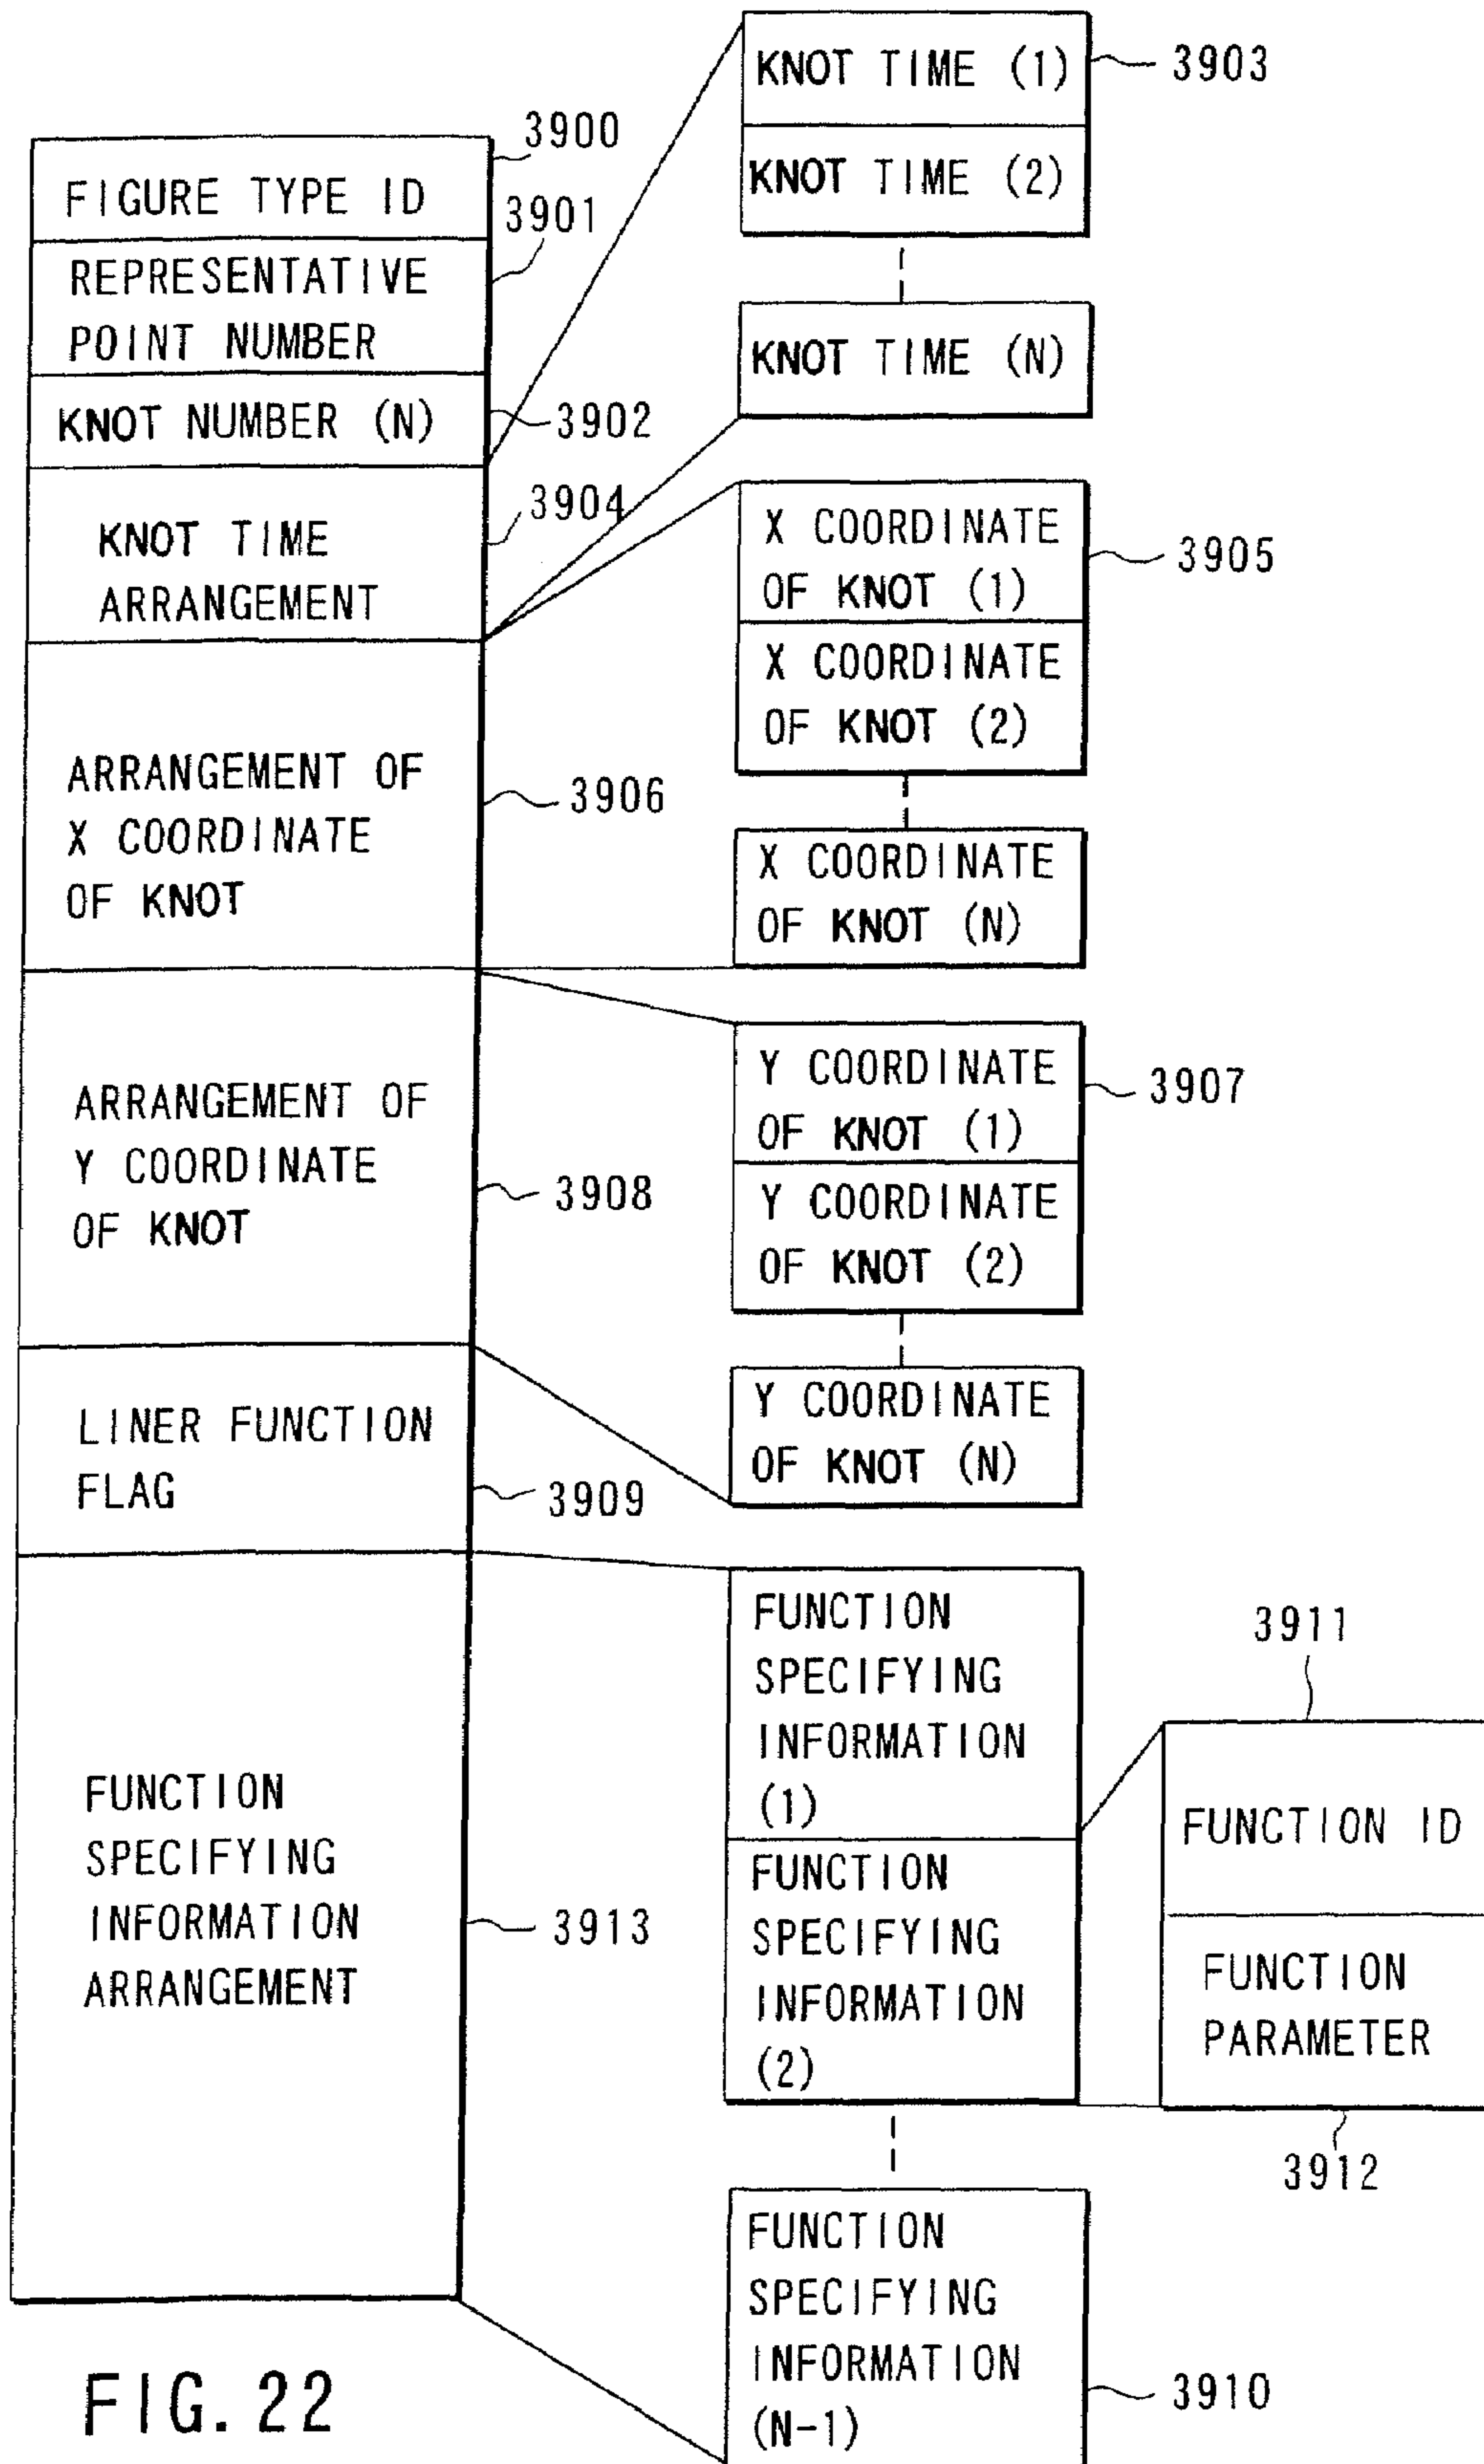 FIGURE TYPE ID
3900
REPRESENTATIVE
POINT NUMBER
3901
KNOT NUMBER (N)
3902
KNOT TIME
ARRANGEMENT
3904
ARRANGEMENT OF
X COORDINATE
OF KNOT
3906
ARRANGEMENT OF
Y COORDINATE
OF KNOT
3908
LINER FUNCTION
FLAG
3909
FUNCTION
SPECIFYING
INFORMATION
ARRANGEMENT
3913
KNOT TIME (1)
3903
KNOT TIME (2)
KNOT TIME (N)
X COORDINATE
OF KNOT (1)
3905
X COORDINATE
OF KNOT (2)
X COORDINATE
OF KNOT (N)
Y COORDINATE
OF KNOT (1)
3907
Y COORDINATE
OF KNOT (2)
Y COORDINATE
OF KNOT (N)
FUNCTION
SPECIFYING
INFORMATION
(1)
FUNCTION
SPECIFYING
INFORMATION
(2)
FUNCTION
SPECIFYING
INFORMATION
(N-1)
3910
3911
FUNCTION ID
FUNCTION
PARAMETER
3912
FIG. 22